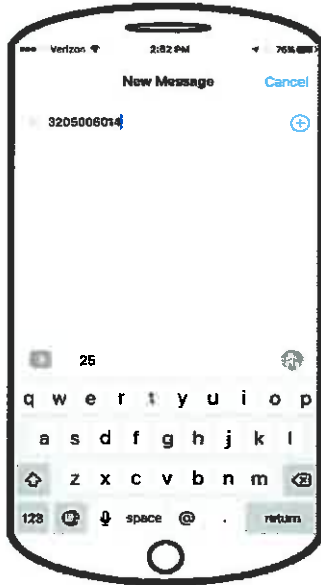 Verizon 2:52 PM 76%
New Message Cancel
3205006014
25
q w e r t y u i o p
a s d f g h j k l
z x c v b n m
123 space @ . return